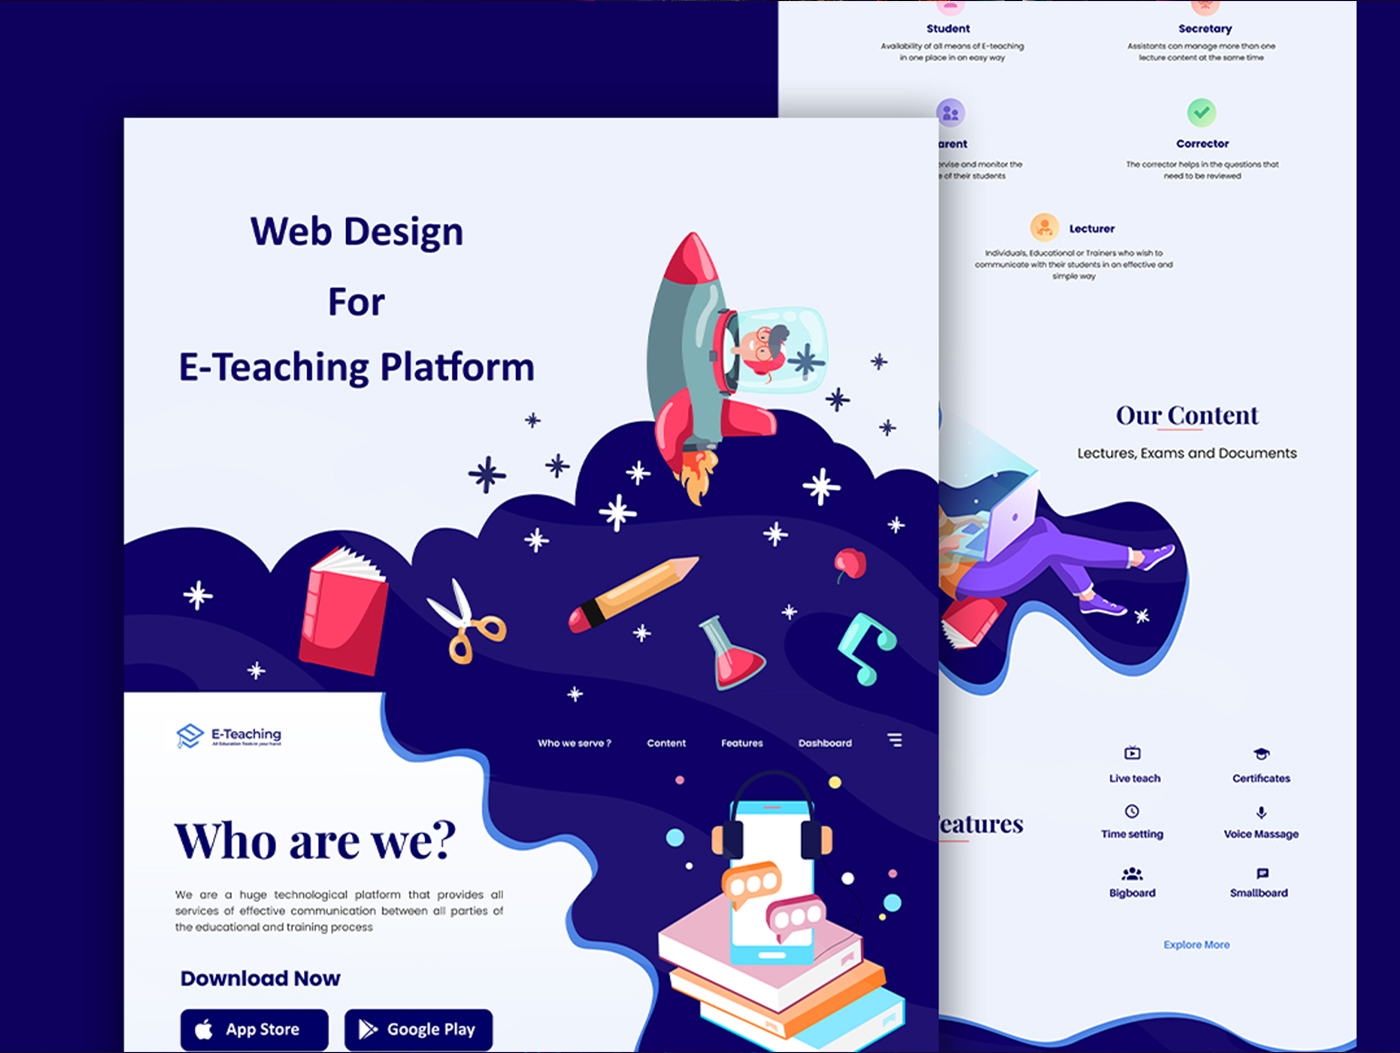 Web Design
For
E-Teaching Platform
E-Teaching
All Education Tools in your hand
Who we serve ?
Content
Features
Dashboard
Who are we?
We are a huge technological platform that provides all
services of effective communication between all parties of
the educational and training process
Download Now
App Store
Google Play
Student
Availability of all means of E-teaching
in one place in an easy way
Secretary
Assistants can manage more than one
lecture content at the same time
arent
ervise and monitor the
e of their students
Corrector
The corrector helps in the questions that
need to be reviewed
Lecturer
Individuals, Educational or Trainers who wish to
communicate with their students in an effective and
simple way
Our Content
Lectures, Exams and Documents
eatures
Live teach
Certificates
Time setting
Voice Massage
Bigboard
Smallboard
Explore More